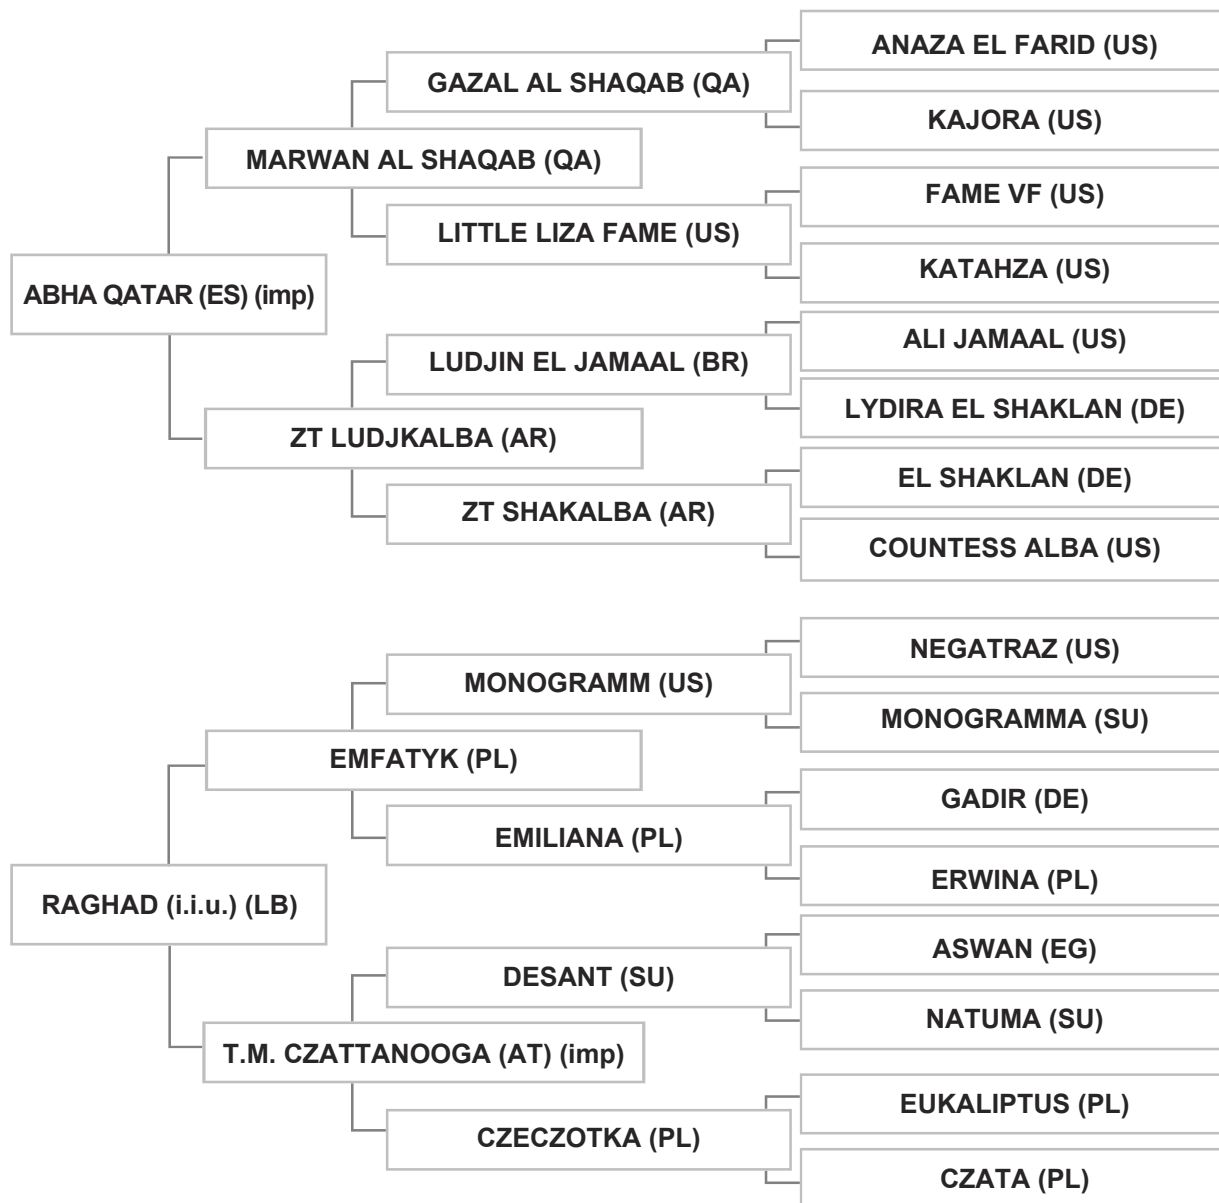 ANAZA EL FARID (US)
GAZAL AL SHAQAB (QA)
KAJORA (US)
MARWAN AL SHAQAB (QA)
FAME VF (US)
LITTLE LIZA FAME (US)
KATAHZA (US)
ABHA QATAR (ES) (imp)
ALI JAMAAL (US)
LUDJIN EL JAMAAL (BR)
LYDIRA EL SHAKLAN (DE)
ZT LUDJKALBA (AR)
EL SHAKLAN (DE)
ZT SHAKALBA (AR)
COUNTESS ALBA (US)
NEGATRAZ (US)
MONOGRAMM (US)
MONOGRAMMA (SU)
EMFATYK (PL)
GADIR (DE)
EMILIANA (PL)
ERWINA (PL)
RAGHAD (i.i.u.) (LB)
ASWAN (EG)
DESANT (SU)
NATUMA (SU)
T.M. CZATTANOOGA (AT) (imp)
EUKALIPTUS (PL)
CZECZOTKA (PL)
CZATA (PL)